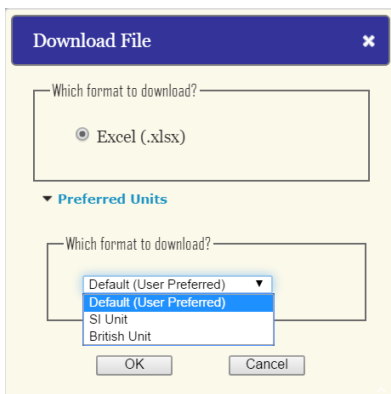 Download File ×
Which format to download?
Excel (.xlsx)
Preferred Units
Which format to download?
Default (User Preferred)
Default (User Preferred)
SI Unit
British Unit
OK Cancel